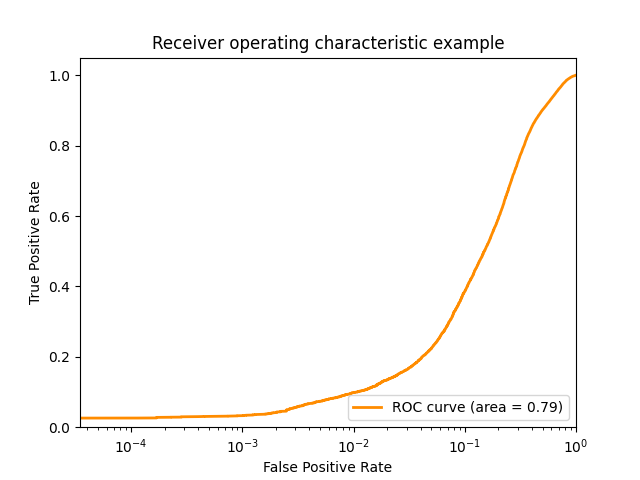 Receiver operating characteristic example
True Positive Rate
1.0
0.8
0.6
0.4
0.2
0.0
ROC curve (area = 0.79)
10⁻⁴
10⁻³
10⁻²
10⁻¹
10⁰
False Positive Rate